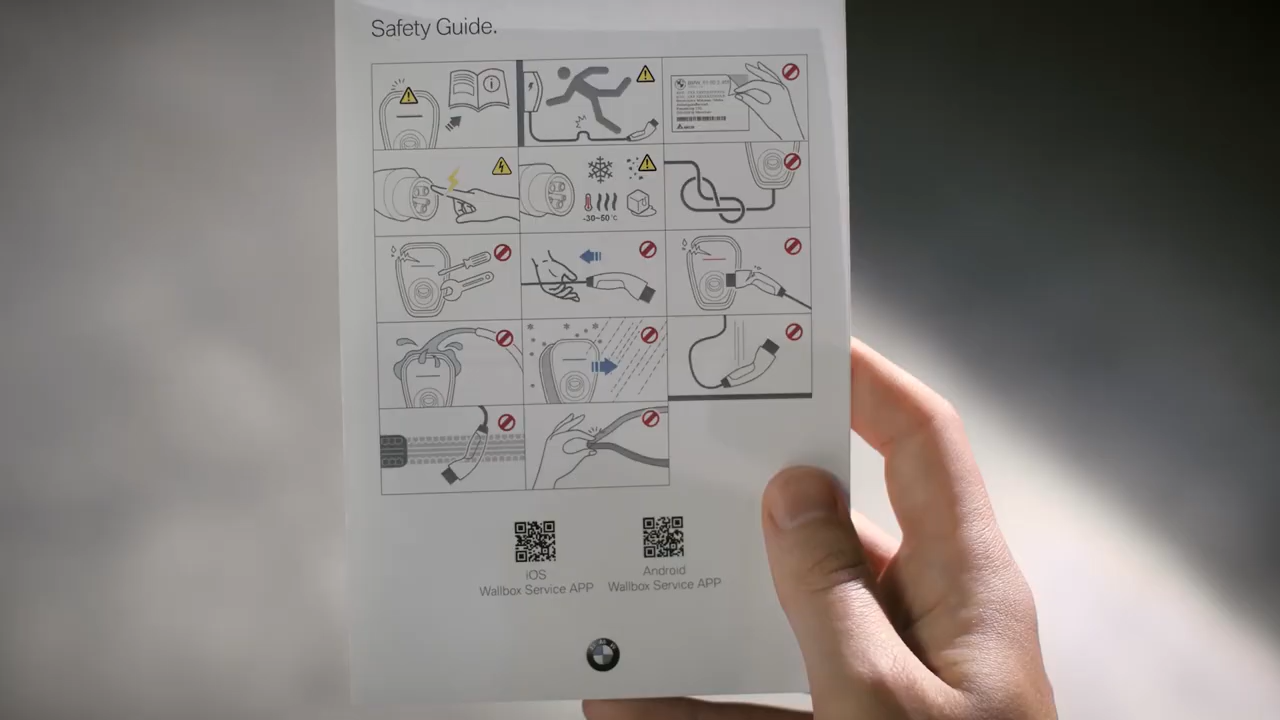 Safety Guide.
-30~50°C
iOS
Wallbox Service APP
Android
Wallbox Service APP